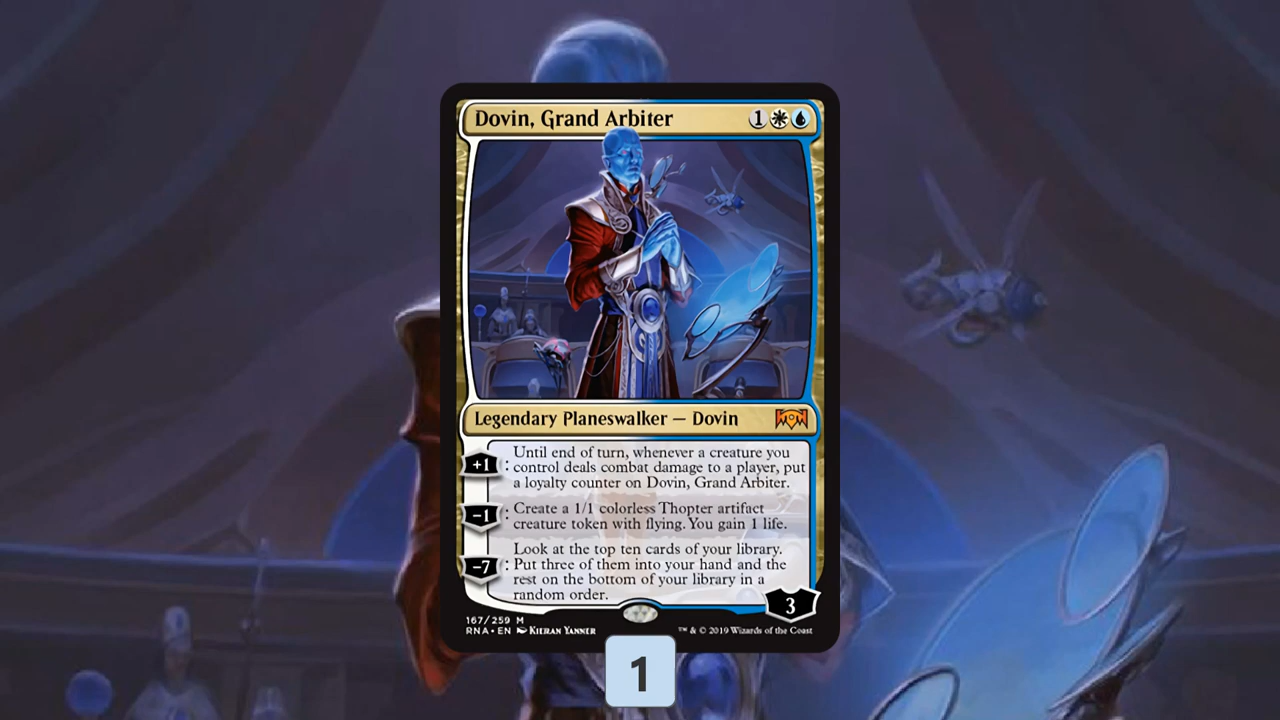 Dovin, Grand Arbiter 1
Legendary Planeswalker — Dovin
+1: Until end of turn, whenever a creature you
control deals combat damage to a player, put
a loyalty counter on Dovin, Grand Arbiter.
−1: Create a 1/1 colorless Thopter artifact
creature token with flying. You gain 1 life.
−7: Look at the top ten cards of your library.
Put three of them into your hand and the
rest on the bottom of your library in a
random order.
3
167/259 M
RNA • EN Kieran Yanner ™ & © 2019 Wizards of the Coast
1